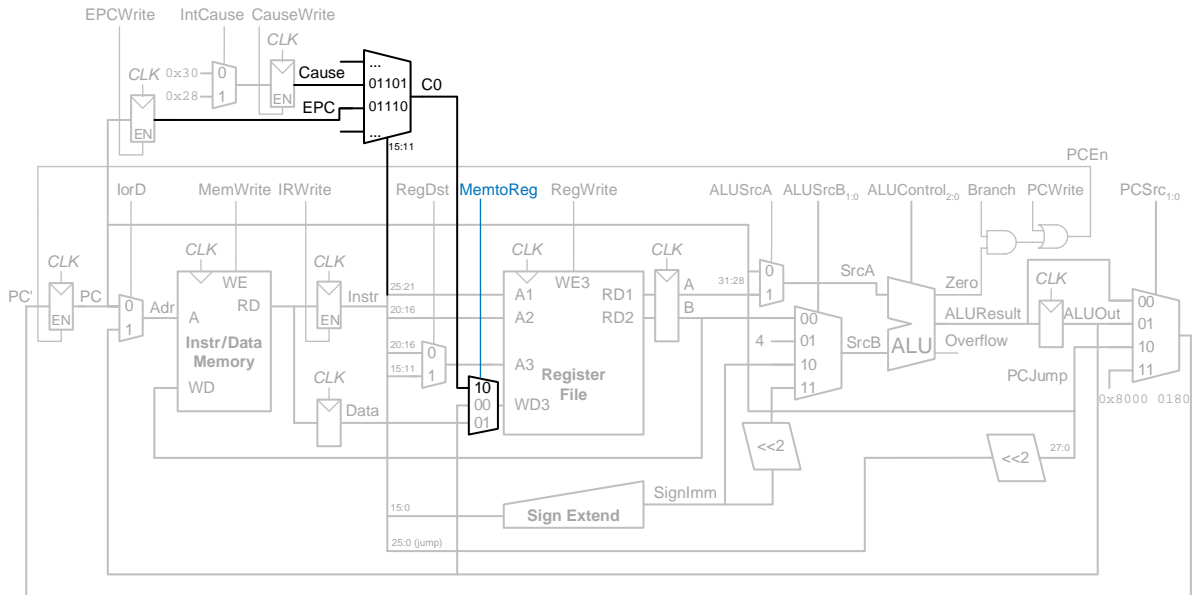 EPCWrite IntCause CauseWrite
CLK
CLK
0x30 0 Cause ...
01101 C0
0x28 1 EN EPC 01110
EN ...
15:11
PCEn
IorD MemWrite IRWrite RegDst MemtoReg RegWrite ALUSrcA ALUSrcB1:0 ALUControl2:0 Branch PCWrite PCSrc1:0
CLK CLK CLK CLK CLK
WE WE3 0 SrcA CLK
31:28
PC' PC 0 Adr RD Instr 25:21 A1 RD1 A 1 Zero 00
EN 1 A EN 20:16 A2 RD2 B 00 ALUResult ALUOut 01
Instr/Data 4 01 SrcB ALU Overflow 10
Memory 20:16 0 A3 10 PCJump 11
15:11 1 Register 11
WD 10 File 0x8000 0180
Data 00 WD3
01
<<2 <<2 27:0
SignImm
15:0 Sign Extend
25:0 (jump)